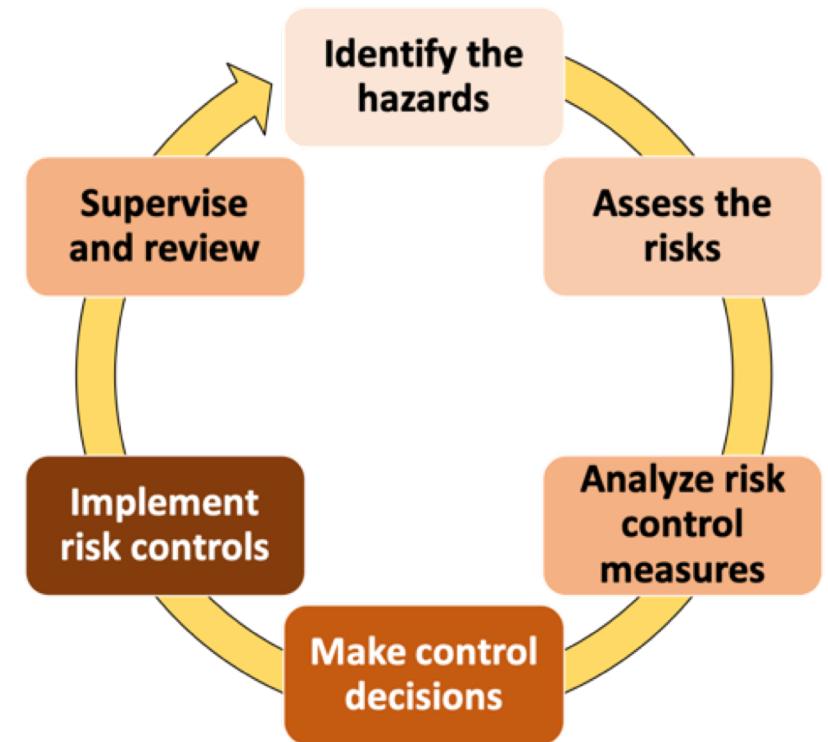 Identify the
hazards
Assess the
risks
Analyze risk
control
measures
Make control
decisions
Implement
risk controls
Supervise
and review